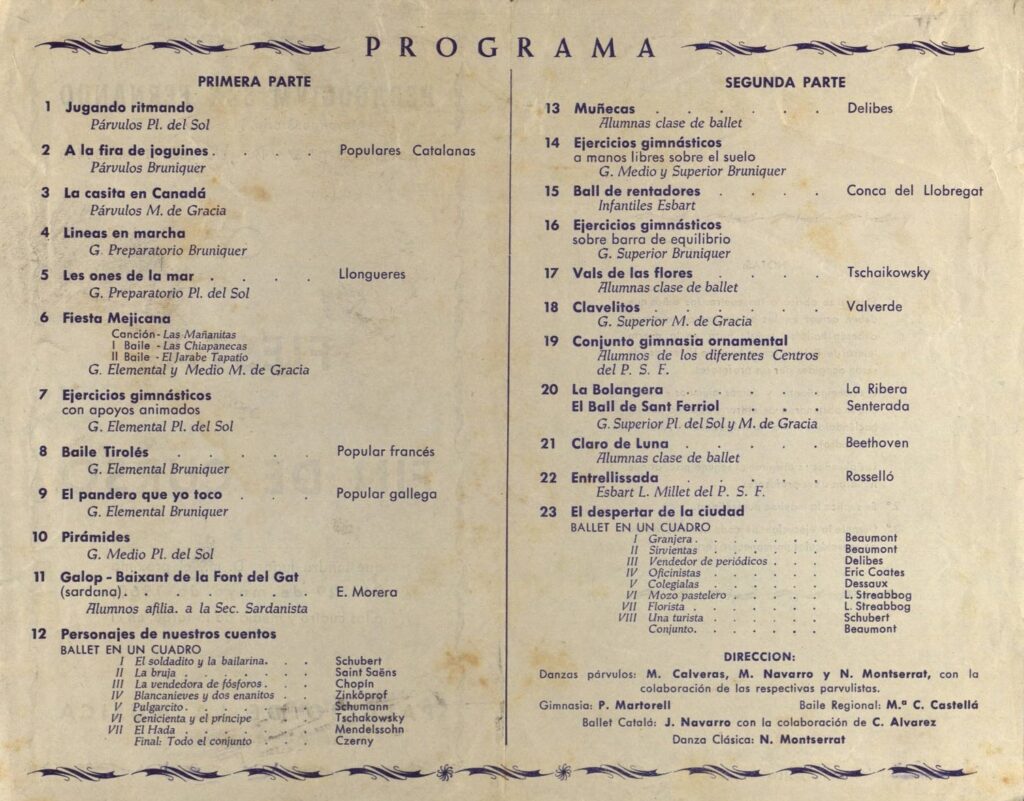 PROGRAMA
PRIMERA PARTE
1 Jugando ritmando
Párvulos Pl. del Sol
2 A la fira de joguines . . . . Populares Catalanas
Párvulos Bruniquer
3 La casita en Canadá
Párvulos M. de Gracia
4 Lineas en marcha
G. Preparatorio Bruniquer
5 Les ones de la mar . . . . Llongueres
G. Preparatorio Pl. del Sol
6 Fiesta Mejicana
Canción - Las Mañanitas
I Baile - Las Chiapanecas
II Baile - El Jarabe Tapatio
G. Elemental y Medio M. de Gracia
7 Ejercicios gimnásticos
con apoyos animados
G. Elemental Pl. del Sol
8 Baile Tirolés . . . . . Popular francés
G. Elemental Bruniquer
9 El pandero que yo toco . . . Popular gallega
G. Elemental Bruniquer
10 Pirámides
G. Medio Pl. del Sol
11 Galop - Baixant de la Font del Gat
(sardana) . . . . . . . E. Morera
Alumnos afilia. a la Sec. Sardanista
12 Personajes de nuestros cuentos
BALLET EN UN CUADRO
I El soldadito y la bailarina . . . Schubert
II La bruja . . . . . . . Saint Saëns
III La vendedora de fósforos . . . Chopin
IV Blancanieves y dos enanitos . . Zinkôprof
V Pulgarcito . . . . . . Schumann
VI Cenicienta y el príncipe . . . Tschakowsky
VII El Hada . . . . . . . Mendelssohn
Final: Todo el conjunto . . . Czerny
SEGUNDA PARTE
13 Muñecas . . . . . . Delibes
Alumnas clase de ballet
14 Ejercicios gimnásticos
a manos libres sobre el suelo
G. Medio y Superior Bruniquer
15 Ball de rentadores . . . . Conca del Llobregat
Infantiles Esbart
16 Ejercicios gimnásticos
sobre barra de equilibrio
G. Superior Bruniquer
17 Vals de las flores . . . . Tschaikowsky
Alumnas clase de ballet
18 Clavelitos . . . . . . Valverde
G. Superior M. de Gracia
19 Conjunto gimnasia ornamental
Alumnos de los diferentes Centros
del P. S. F.
20 La Bolangera . . . . . La Ribera
El Ball de Sant Ferriol . . . Senterada
G. Superior Pl. del Sol y M. de Gracia
21 Claro de Luna . . . . . Beethoven
Alumnas clase de ballet
22 Entrellissada . . . . . Rosselló
Esbart L. Millet del P. S. F.
23 El despertar de la ciudad
BALLET EN UN CUADRO
I Granjera . . . . . . Beaumont
II Sirvientas . . . . . . Beaumont
III Vendedor de periódicos . . . Delibes
IV Oficinistas . . . . . . Eric Coates
V Colegialas . . . . . . Dessaux
VI Mozo pastelero . . . . . L. Streabbog
VII Florista . . . . . . . L. Streabbog
VIII Una turista . . . . . . Schubert
Conjunto . . . . . . Beaumont
DIRECCION:
Danzas párvulos: M. Calveras, M. Navarro y N. Montserrat, con la
colaboración de las respectivas parvulistas.
Gimnasia: P. Martorell Baile Regional: M.ª C. Castellá
Ballet Catalá: J. Navarro con la colaboración de C. Alvarez
Danza Clásica: N. Montserrat